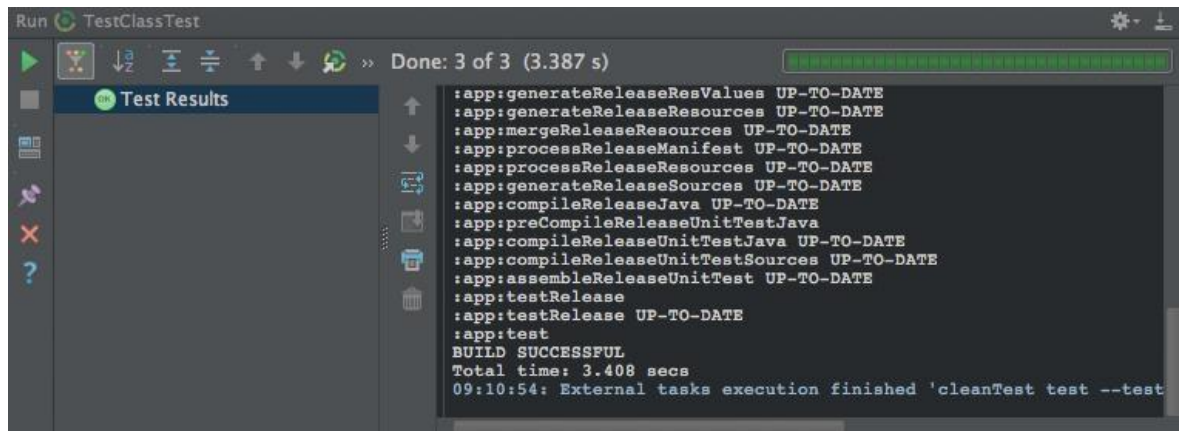 Run TestClassTest
Done: 3 of 3 (3.387 s)
OK Test Results
:app:generateReleaseResValues UP-TO-DATE
:app:generateReleaseResources UP-TO-DATE
:app:mergeReleaseResources UP-TO-DATE
:app:processReleaseManifest UP-TO-DATE
:app:processReleaseResources UP-TO-DATE
:app:generateReleaseSources UP-TO-DATE
:app:compileReleaseJava UP-TO-DATE
:app:preCompileReleaseUnitTestJava
:app:compileReleaseUnitTestJava UP-TO-DATE
:app:compileReleaseUnitTestSources UP-TO-DATE
:app:assembleReleaseUnitTest UP-TO-DATE
:app:testRelease
:app:testRelease UP-TO-DATE
:app:test
BUILD SUCCESSFUL
Total time: 3.408 secs
09:10:54: External tasks execution finished 'cleanTest test --test